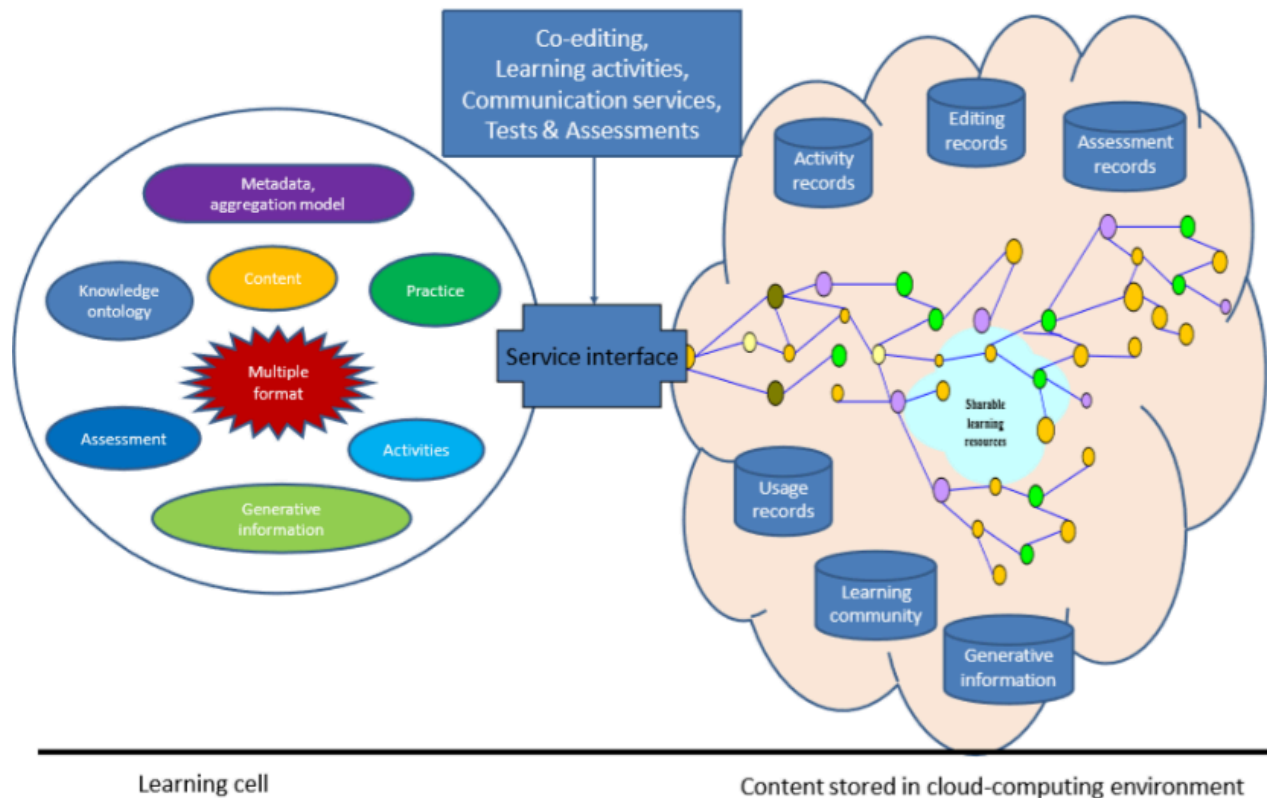 Co-editing,
Learning activities,
Communication services,
Tests & Assessments
Metadata,
aggregation model
Knowledge
ontology
Content
Practice
Multiple
format
Assessment
Activities
Generative
information
Service interface
Activity
records
Editing
records
Assessment
records
Sharable
learning
resources
Usage
records
Learning
community
Generative
information
Learning cell
Content stored in cloud-computing environment